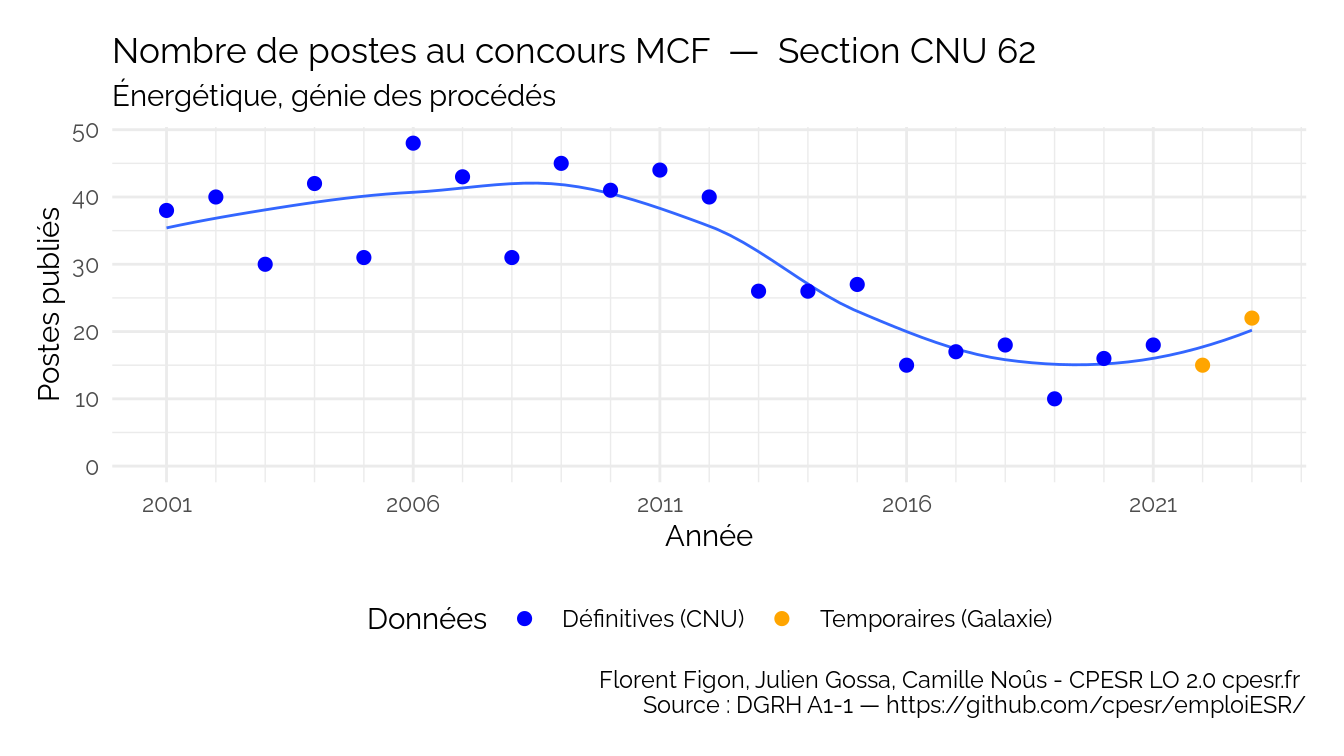 Nombre de postes au concours MCF — Section CNU 62
Énergétique, génie des procédés
50
40
30
20
10
0
Postes publiés
2001 2006 2011 2016 2021
Année
Données Définitives (CNU) Temporaires (Galaxie)
Florent Figon, Julien Gossa, Camille Noûs - CPESR LO 2.0 cpesr.fr
Source : DGRH A1-1 — https://github.com/cpesr/emploiESR/